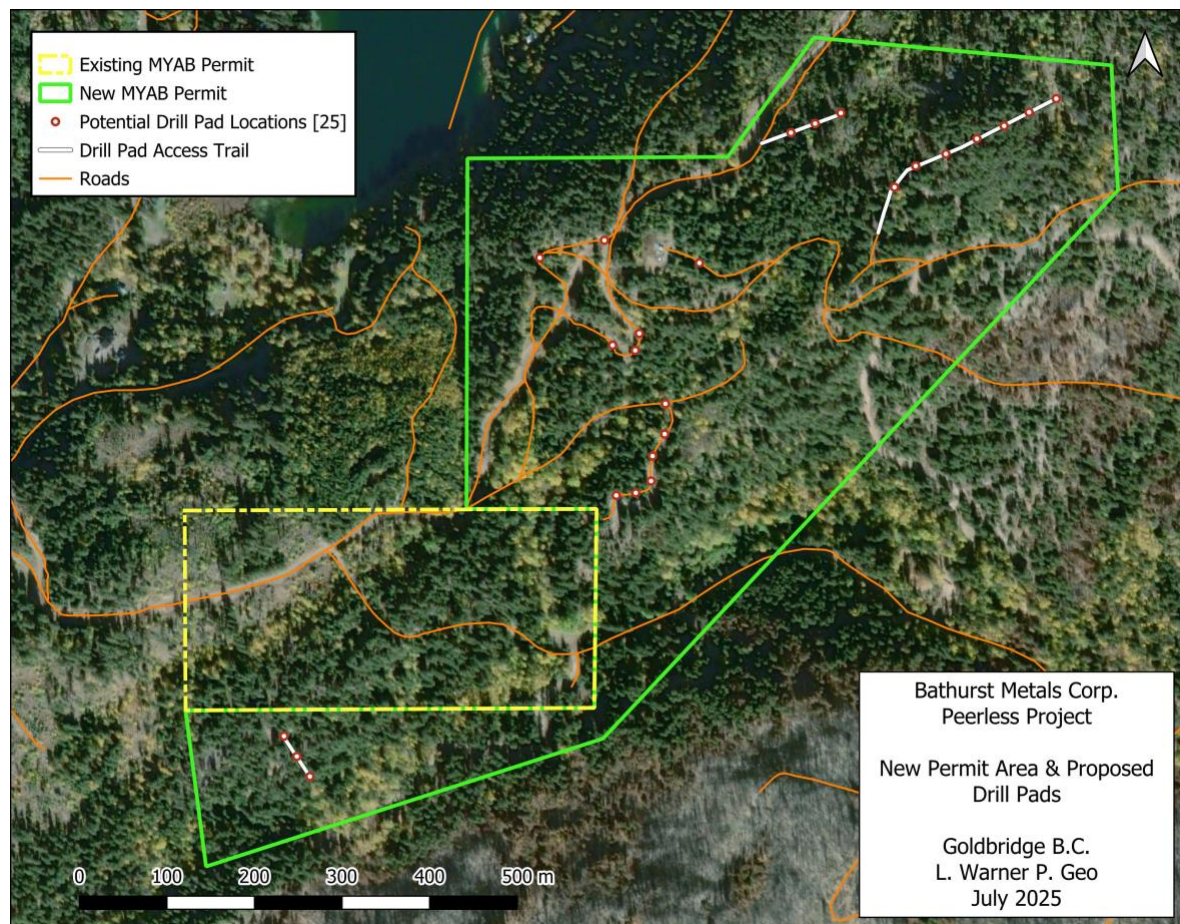 Existing MYAB Permit
New MYAB Permit
Potential Drill Pad Locations [25]
Drill Pad Access Trail
Roads
0 100 200 300 400 500 m
Bathurst Metals Corp.
Peerless Project
New Permit Area & Proposed
Drill Pads
Goldbridge B.C.
L. Warner P. Geo
July 2025